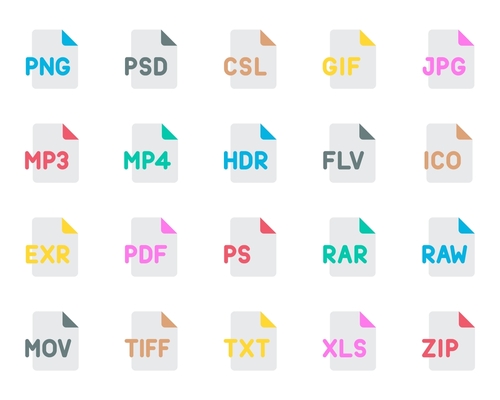 PNG PSD CSL GIF JPG
MP3 MP4 HDR FLV ICO
EXR PDF PS RAR RAW
MOV TIFF TXT XLS ZIP